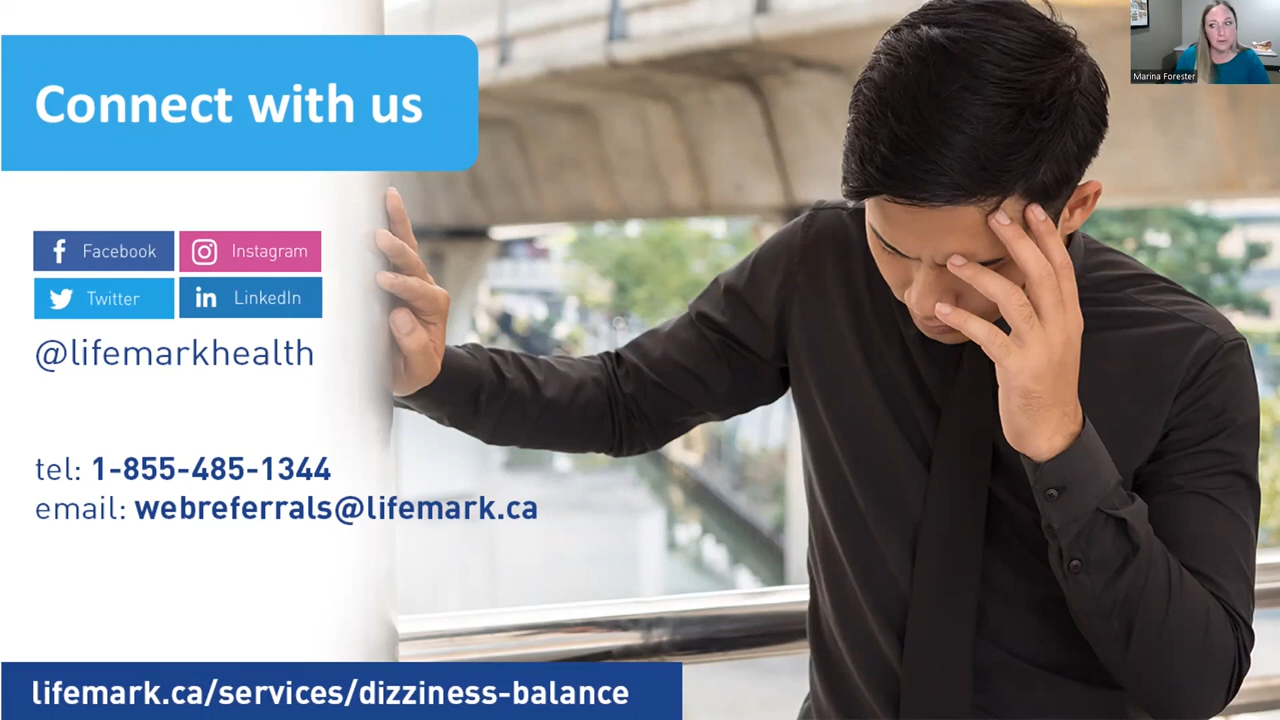 Connect with us
Marina Forester
Facebook
Instagram
Twitter
LinkedIn
@lifemarkhealth
tel: 1-855-485-1344
email: webreferrals@lifemark.ca
lifemark.ca/services/dizziness-balance